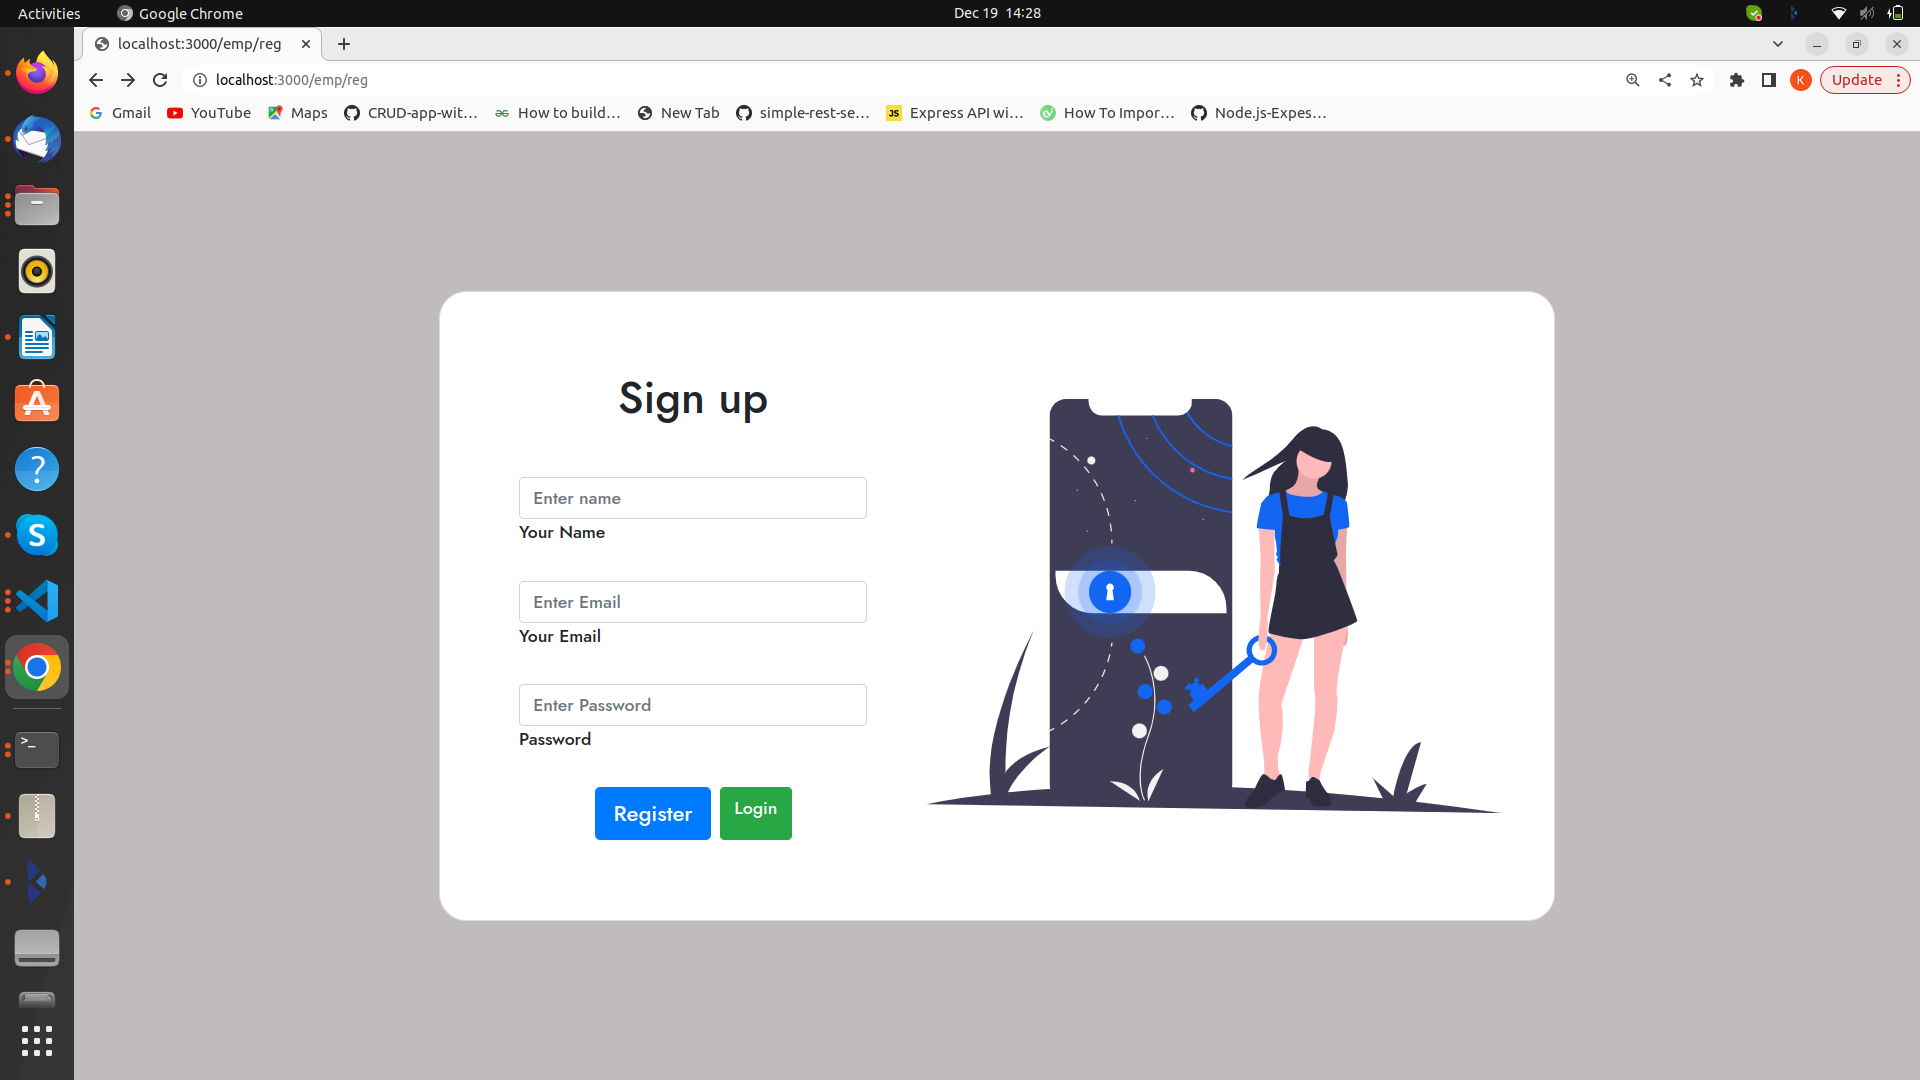 Activities
Google Chrome
Dec 19 14:28
localhost:3000/emp/reg
localhost:3000/emp/reg
K
Update
Gmail
YouTube
Maps
CRUD-app-wit...
How to build...
New Tab
simple-rest-se...
JS
Express API wi...
How To Impor...
Node.js-Expes...
Sign up
Enter name
Your Name
Enter Email
Your Email
Enter Password
Password
Register
Login